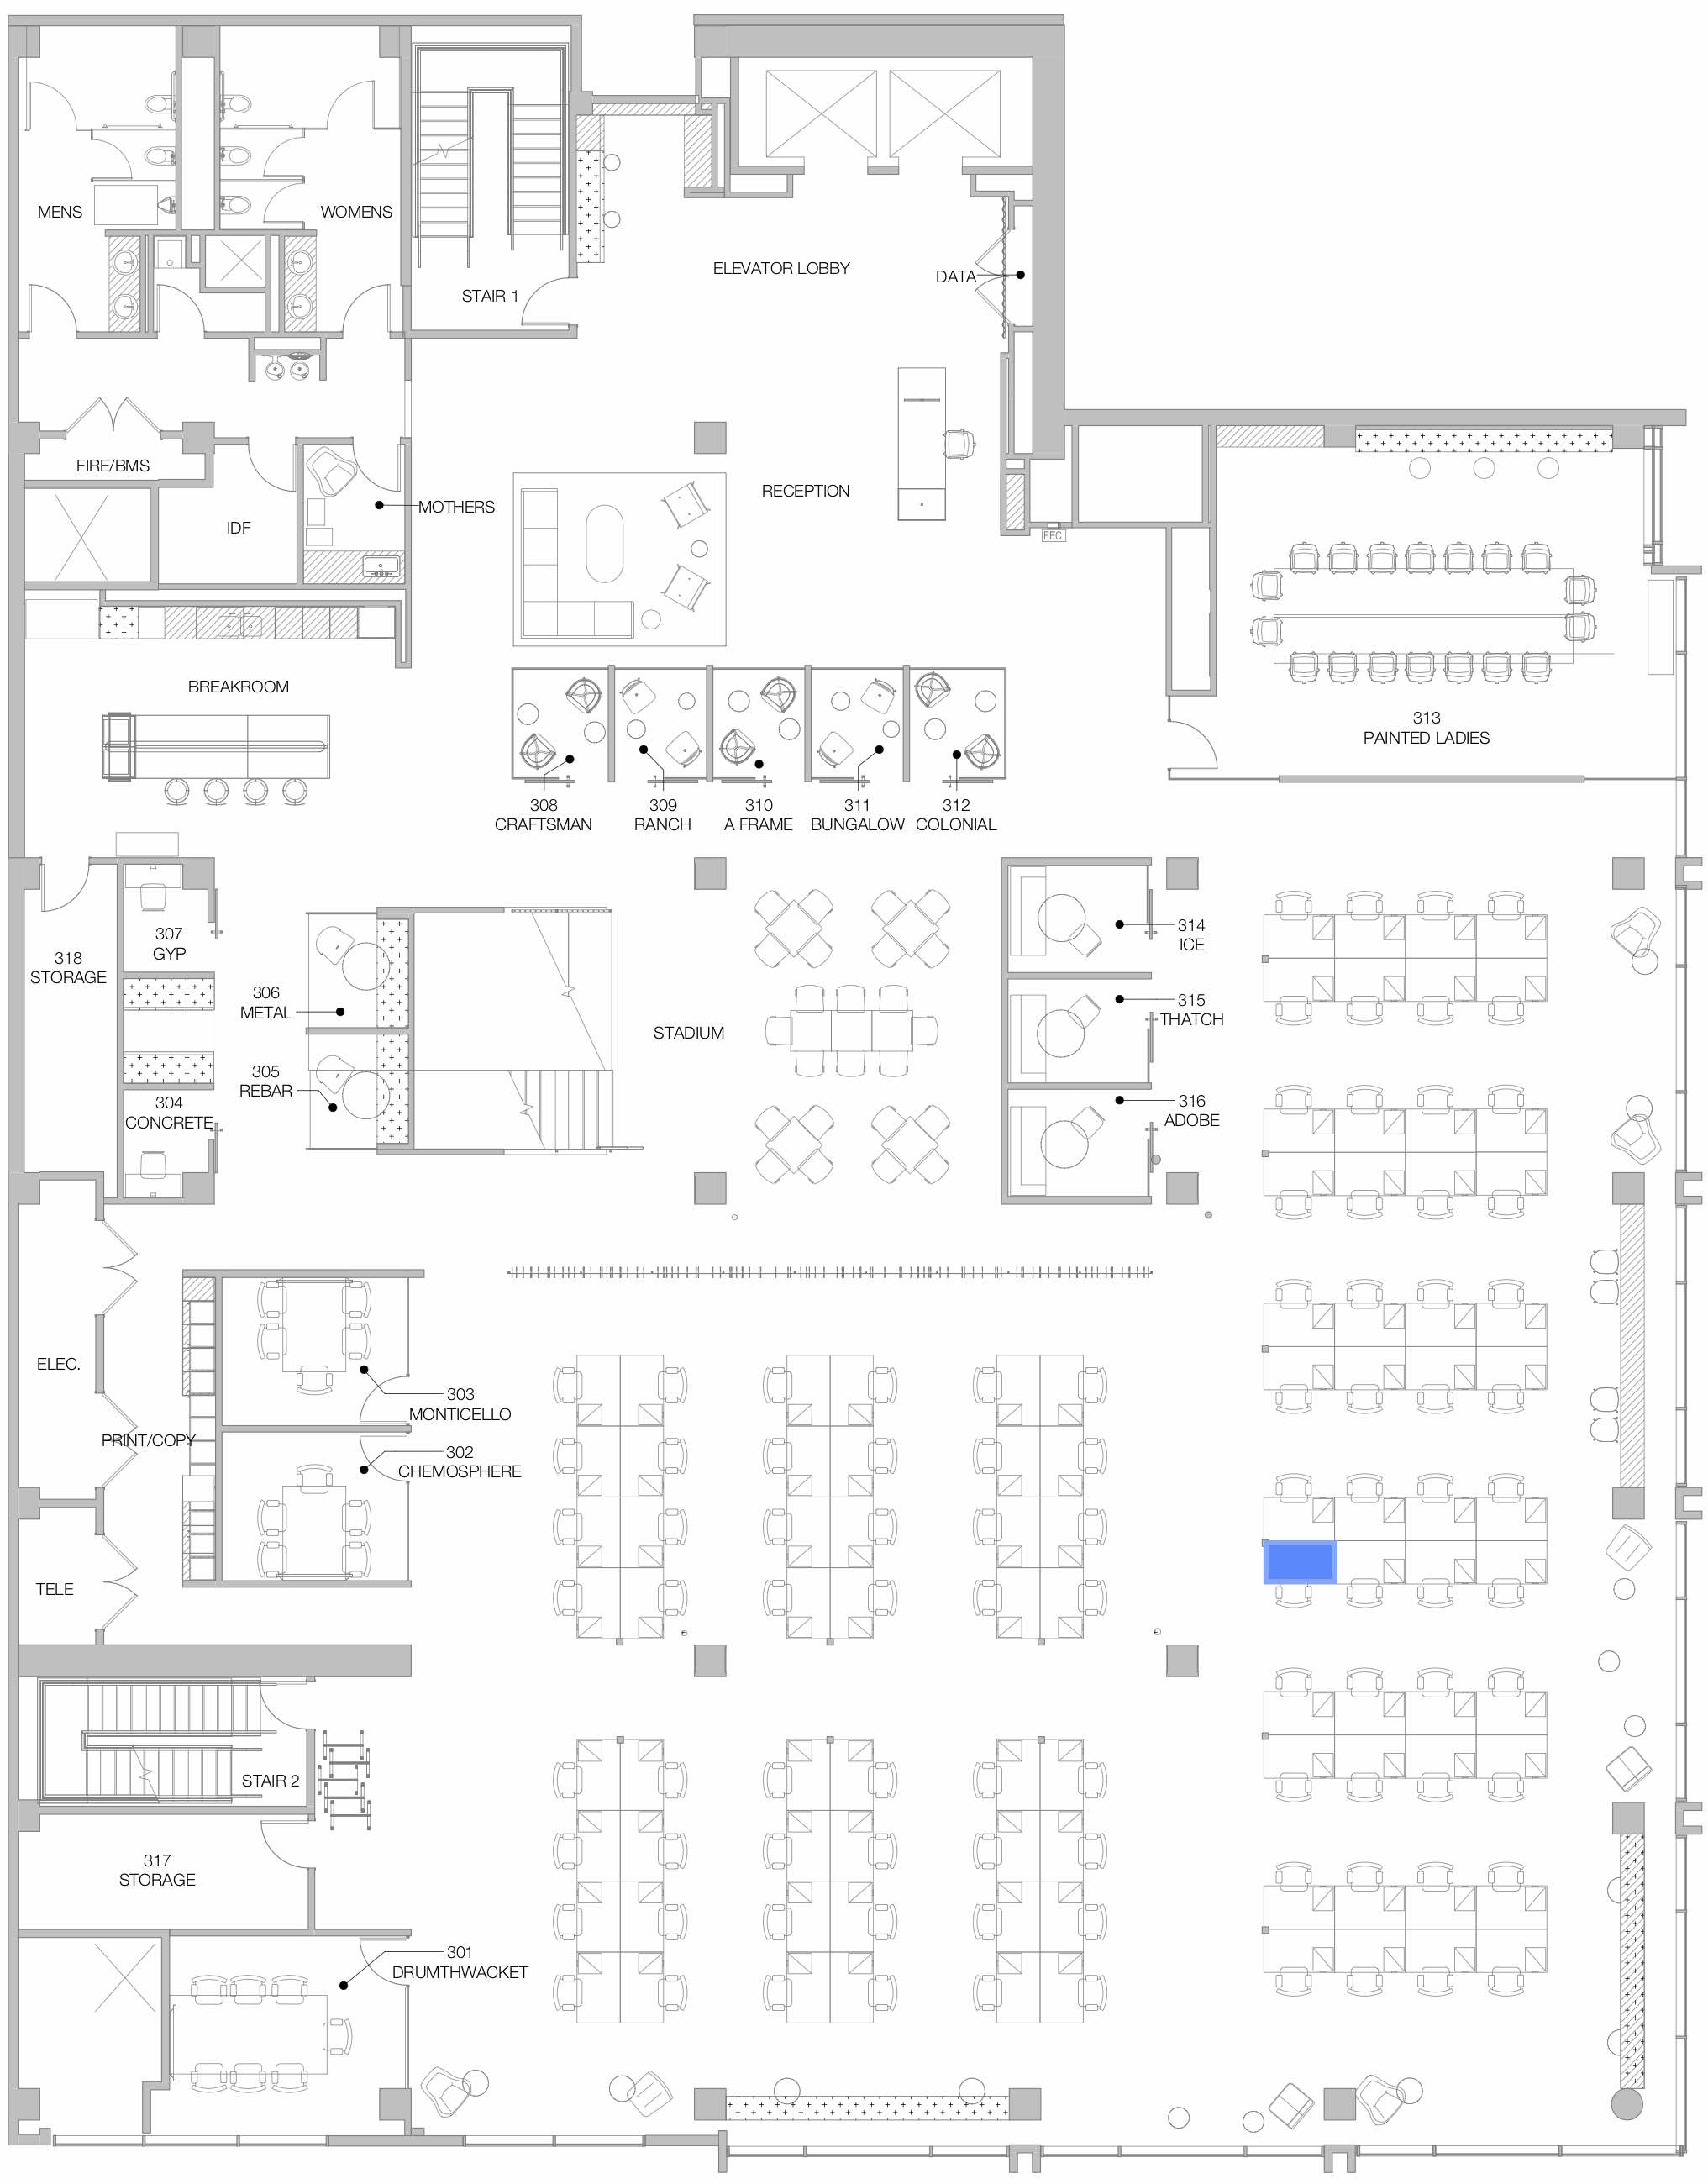 MENS
WOMENS
STAIR 1
ELEVATOR LOBBY
DATA
FIRE/BMS
IDF
MOTHERS
RECEPTION
FEC
BREAKROOM
313
PAINTED LADIES
308
CRAFTSMAN
309
RANCH
310
A FRAME
311
BUNGALOW
312
COLONIAL
318
STORAGE
307
GYP
306
METAL
305
REBAR
304
CONCRETE
STADIUM
314
ICE
315
THATCH
316
ADOBE
ELEC.
PRINT/COPY
303
MONTICELLO
302
CHEMOSPHERE
TELE
STAIR 2
317
STORAGE
301
DRUMTHWACKET